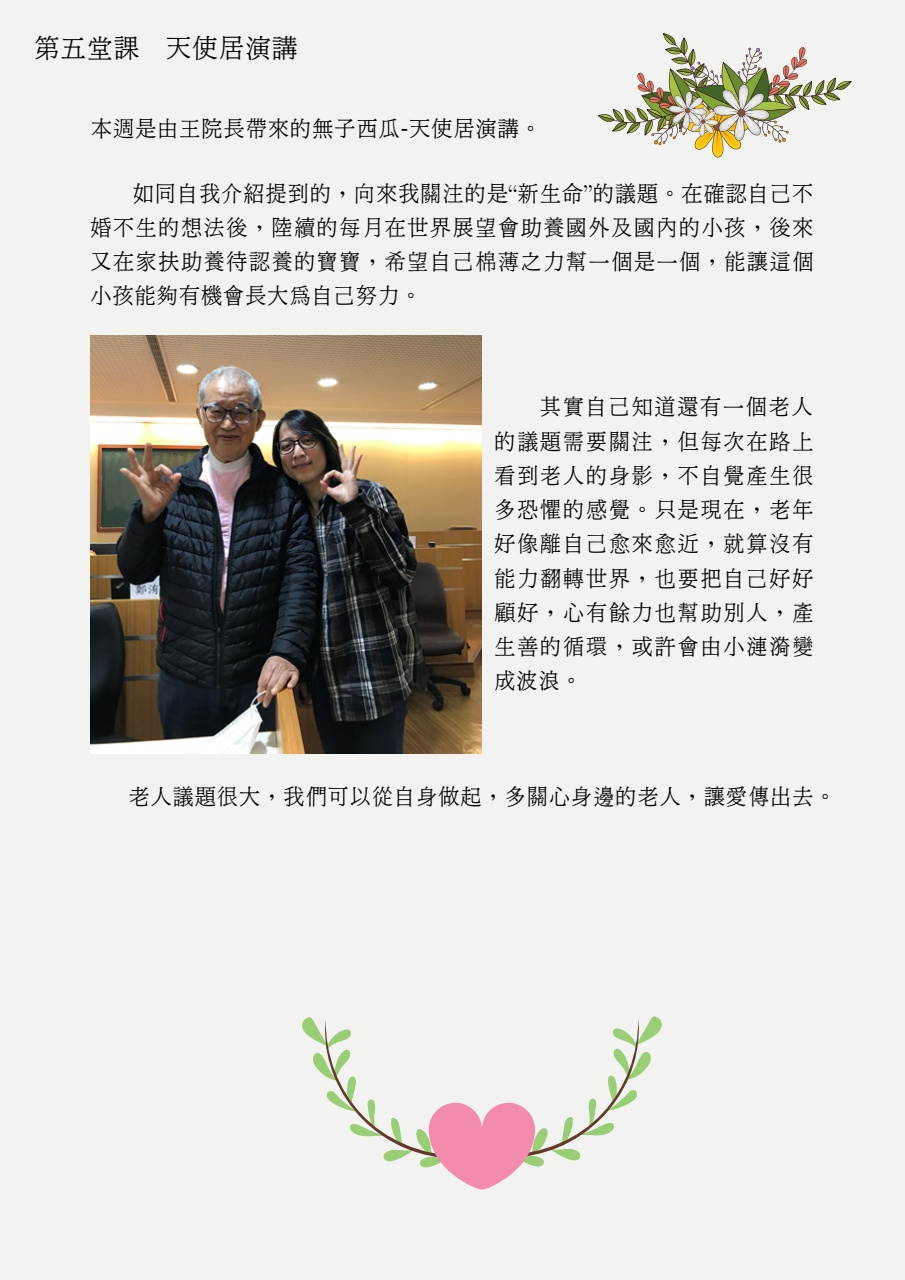 第五堂課　天使居演講
本週是由王院長帶來的無子西瓜-天使居演講。
如同自我介紹提到的，向來我關注的是“新生命”的議題。在確認自己不
婚不生的想法後，陸續的每月在世界展望會助養國外及國內的小孩，後來
又在家扶助養待認養的寶寶，希望自己棉薄之力幫一個是一個，能讓這個
小孩能夠有機會長大為自己努力。
其實自己知道還有一個老人
的議題需要關注，但每次在路上
看到老人的身影，不自覺產生很
多恐懼的感覺。只是現在，老年
好像離自己愈來愈近，就算沒有
能力翻轉世界，也要把自己好好
顧好，心有餘力也幫助別人，產
生善的循環，或許會由小漣漪變
成波浪。
鄭洧
老人議題很大，我們可以從自身做起，多關心身邊的老人，讓愛傳出去。